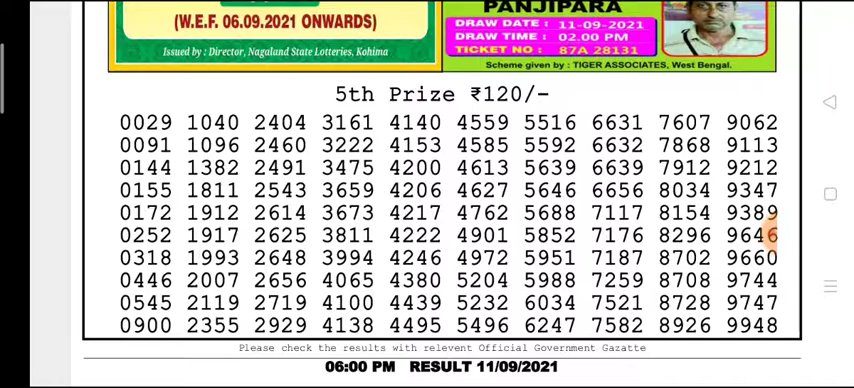 (W.E.F. 06.09.2021 ONWARDS)
Issued by : Director, Nagaland State Lotteries, Kohima
PANJIPARA
DRAW DATE : 11-09-2021
DRAW TIME : 02.00 PM
TICKET NO : 87A 28131
Scheme given by : TIGER ASSOCIATES, West Bengal.
5th Prize ₹120/-
0029 1040 2404 3161 4140 4559 5516 6631 7607 9062
0091 1096 2460 3222 4153 4585 5592 6632 7868 9113
0144 1382 2491 3475 4200 4613 5639 6639 7912 9212
0155 1811 2543 3659 4206 4627 5646 6656 8034 9347
0172 1912 2614 3673 4217 4762 5688 7117 8154 9389
0252 1917 2625 3811 4222 4901 5852 7176 8296 9646
0318 1993 2648 3994 4246 4972 5951 7187 8702 9660
0446 2007 2656 4065 4380 5204 5988 7259 8708 9744
0545 2119 2719 4100 4439 5232 6034 7521 8728 9747
0900 2355 2929 4138 4495 5496 6247 7582 8926 9948
Please check the results with relevent Official Government Gazatte
06:00 PM RESULT 11/09/2021